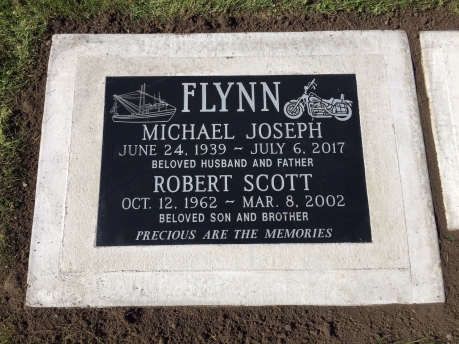 FLYNN
MICHAEL JOSEPH
JUNE 24, 1939 ~ JULY 6, 2017
BELOVED HUSBAND AND FATHER
ROBERT SCOTT
OCT. 12, 1962 ~ MAR. 8, 2002
BELOVED SON AND BROTHER
PRECIOUS ARE THE MEMORIES